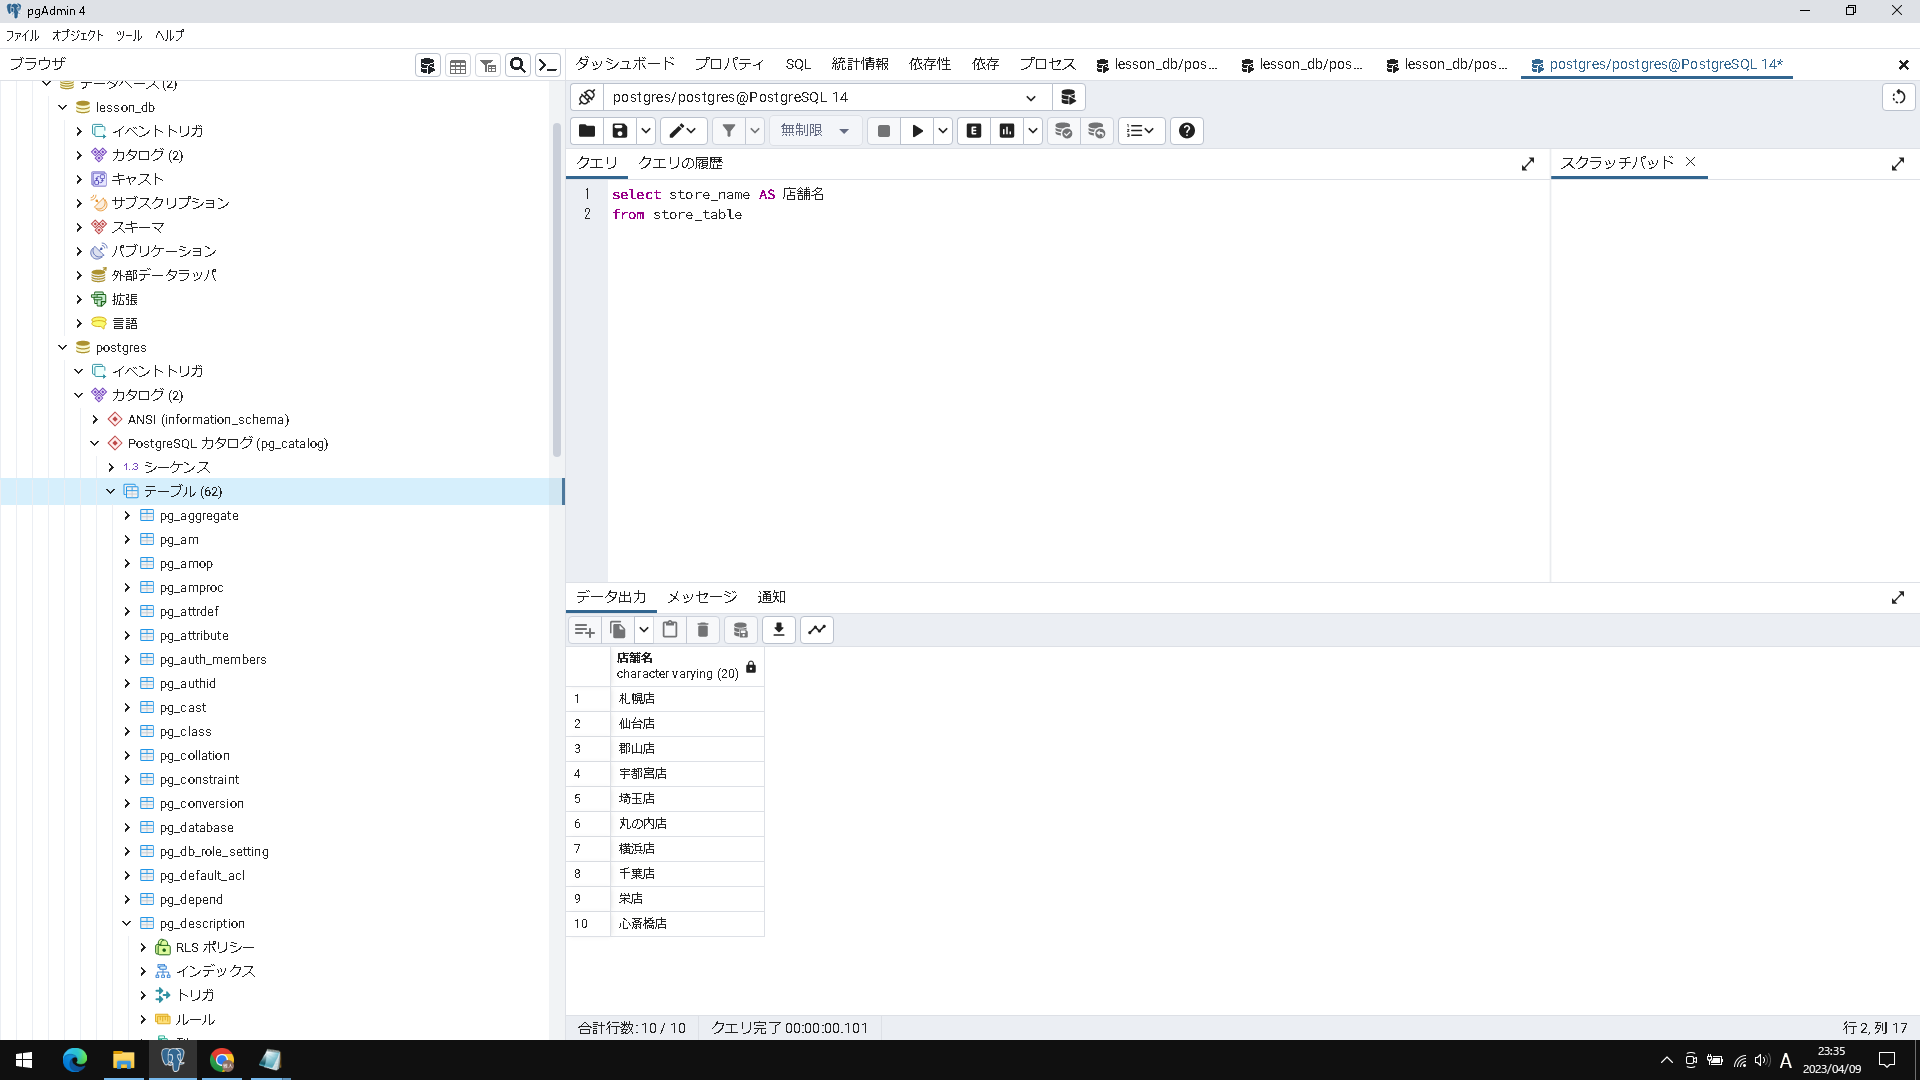 pgAdmin 4
ファイル オブジェクト ツール ヘルプ
ブラウザ
ダッシュボード プロパティ SQL 統計情報 依存性 依存 プロセス lesson_db/pos... lesson_db/pos... lesson_db/pos... postgres/postgres@PostgreSQL 14*
データベース (2)
lesson_db
イベントトリガ
カタログ (2)
キャスト
サブスクリプション
スキーマ
パブリケーション
外部データラッパ
拡張
言語
postgres
イベントトリガ
カタログ (2)
ANSI (information_schema)
PostgreSQL カタログ (pg_catalog)
1..3 シーケンス
テーブル (62)
pg_aggregate
pg_am
pg_amop
pg_amproc
pg_attrdef
pg_attribute
pg_auth_members
pg_authid
pg_cast
pg_class
pg_collation
pg_constraint
pg_conversion
pg_database
pg_db_role_setting
pg_default_acl
pg_depend
pg_description
RLS ポリシー
インデックス
トリガ
ルール
postgres/postgres@PostgreSQL 14
無制限
E
クエリ クエリの履歴
スクラッチパッド
1 select store_name AS 店舗名
2 from store_table
データ出力 メッセージ 通知
店舗名
character varying (20)
1 札幌店
2 仙台店
3 郡山店
4 宇都宮店
5 埼玉店
6 丸の内店
7 横浜店
8 千葉店
9 栄店
10 心斎橋店
合計行数: 10 / 10 クエリ完了 00:00:00.101 行 2, 列 17
A
23:35
2023/04/09